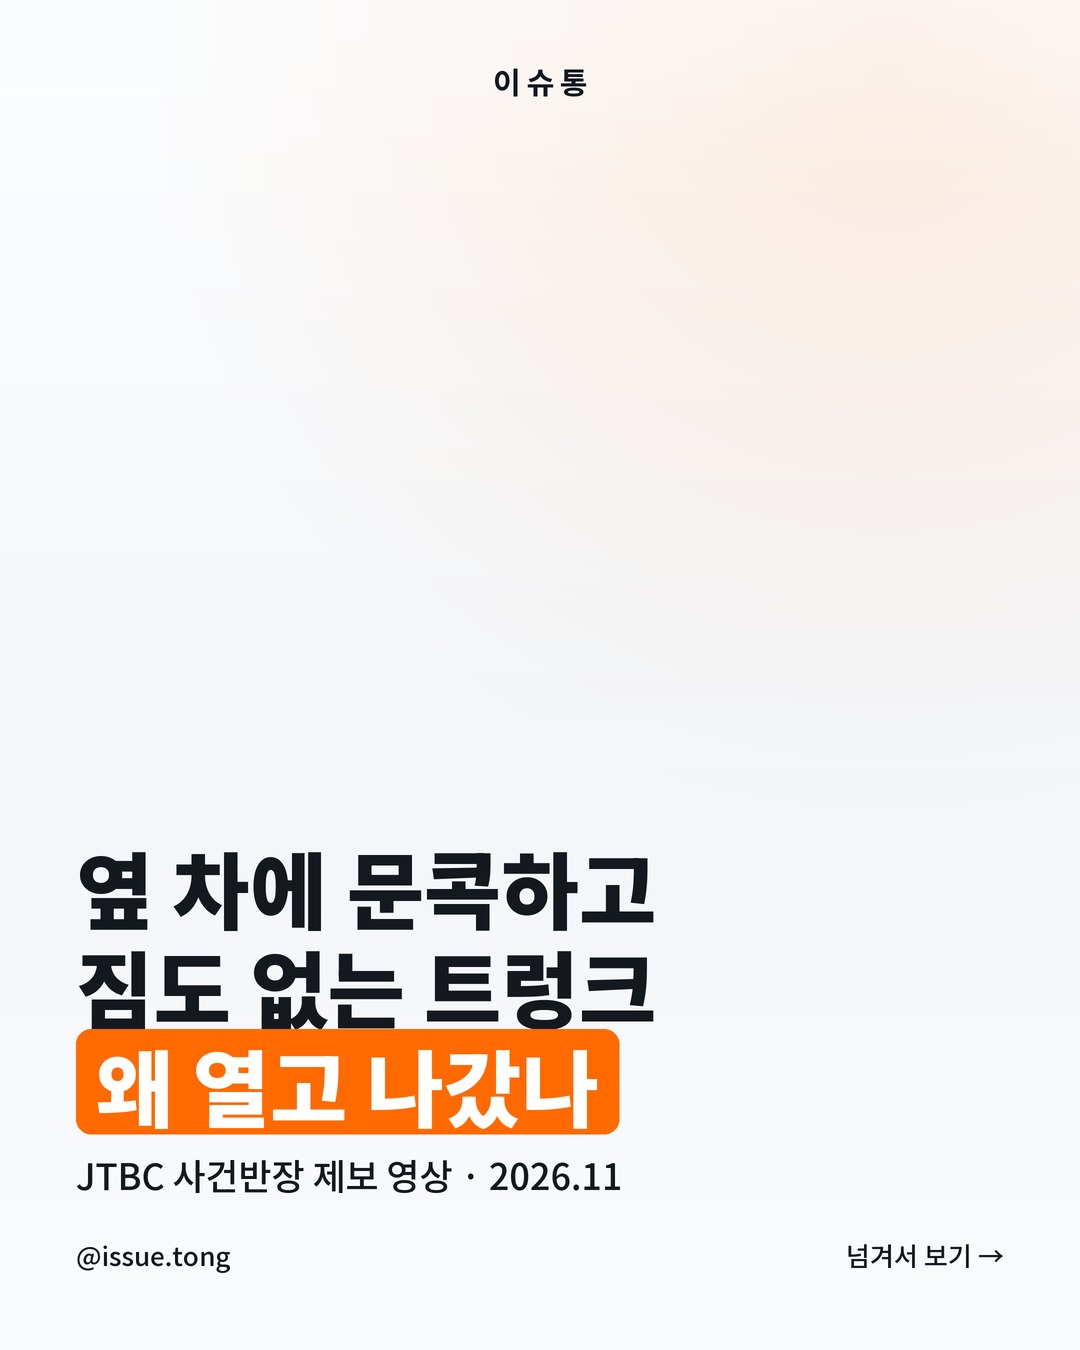 이슈통
옆 차에 문콕하고
짐도 없는 트렁크
왜 열고 나갔나
JTBC 사건반장 제보 영상 · 2026.11
@issue.tong
넘겨서 보기 →